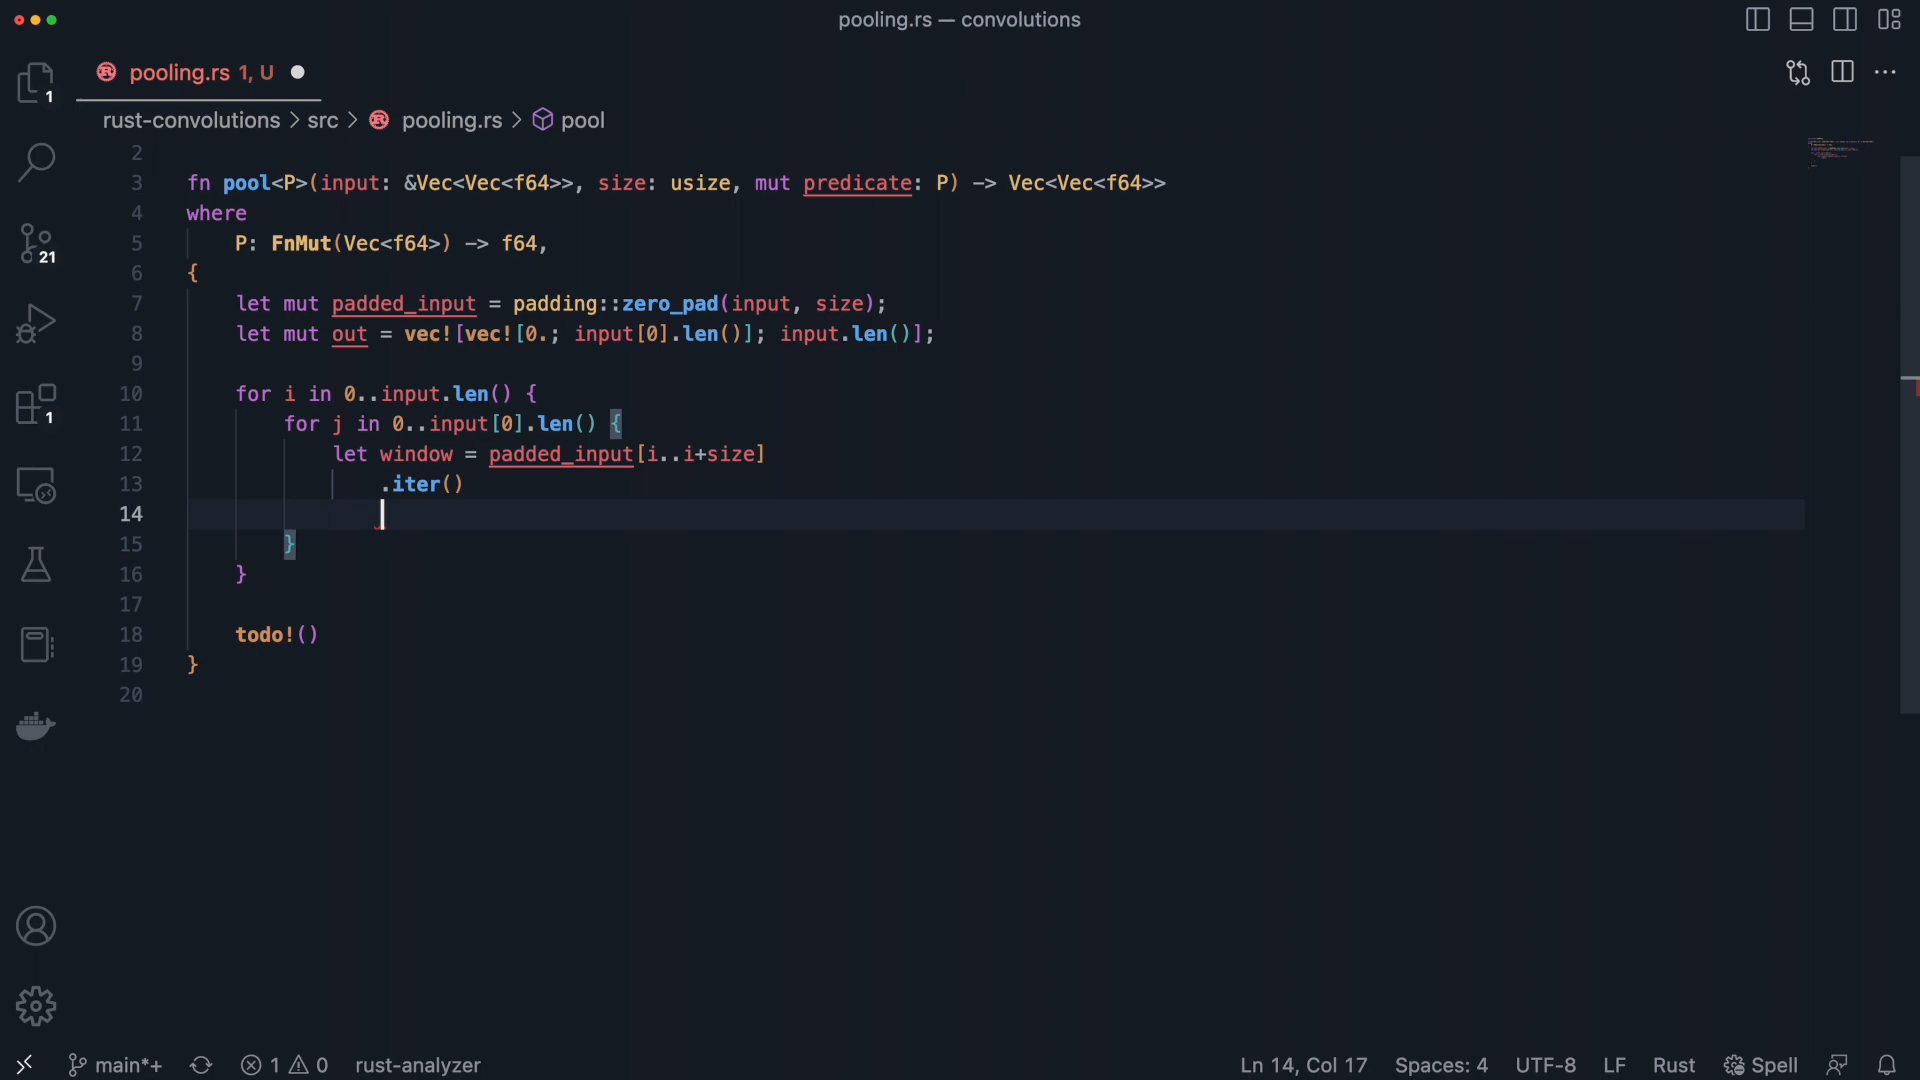 pooling.rs — convolutions
1
pooling.rs 1, U
rust-convolutions > src > pooling.rs > pool
2
3 fn pool<P>(input: &Vec<Vec<f64>>, size: usize, mut predicate: P) -> Vec<Vec<f64>>
4 where
5     P: FnMut(Vec<f64>) -> f64,
6 {
7     let mut padded_input = padding::zero_pad(input, size);
8     let mut out = vec![vec![0.; input[0].len()]; input.len()];
9
10     for i in 0..input.len() {
11         for j in 0..input[0].len() {
12             let window = padded_input[i..i+size]
13                 .iter()
14
15         }
16     }
17
18     todo!()
19 }
20
21
1
main*+ 1 0 rust-analyzer Ln 14, Col 17 Spaces: 4 UTF-8 LF Rust Spell